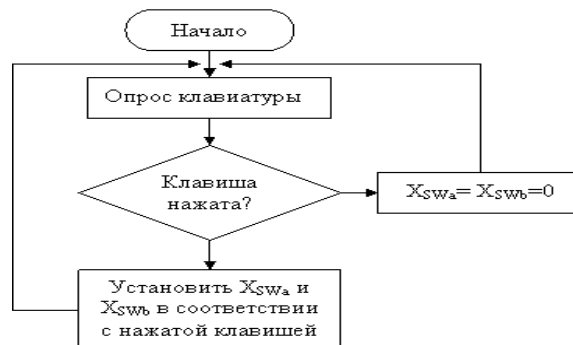 Начало
Опрос клавиатуры
Клавиша
нажата?
XSWa= XSWb=0
Установить XSWa и
XSWb в соответствии
с нажатой клавишей